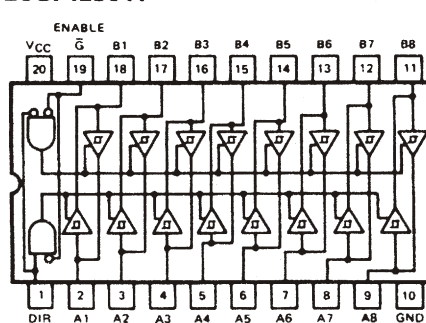 ENABLE
VCC G̅ B1 B2 B3 B4 B5 B6 B7 B8
20 19 18 17 16 15 14 13 12 11
1 2 3 4 5 6 7 8 9 10
DIR A1 A2 A3 A4 A5 A6 A7 A8 GND